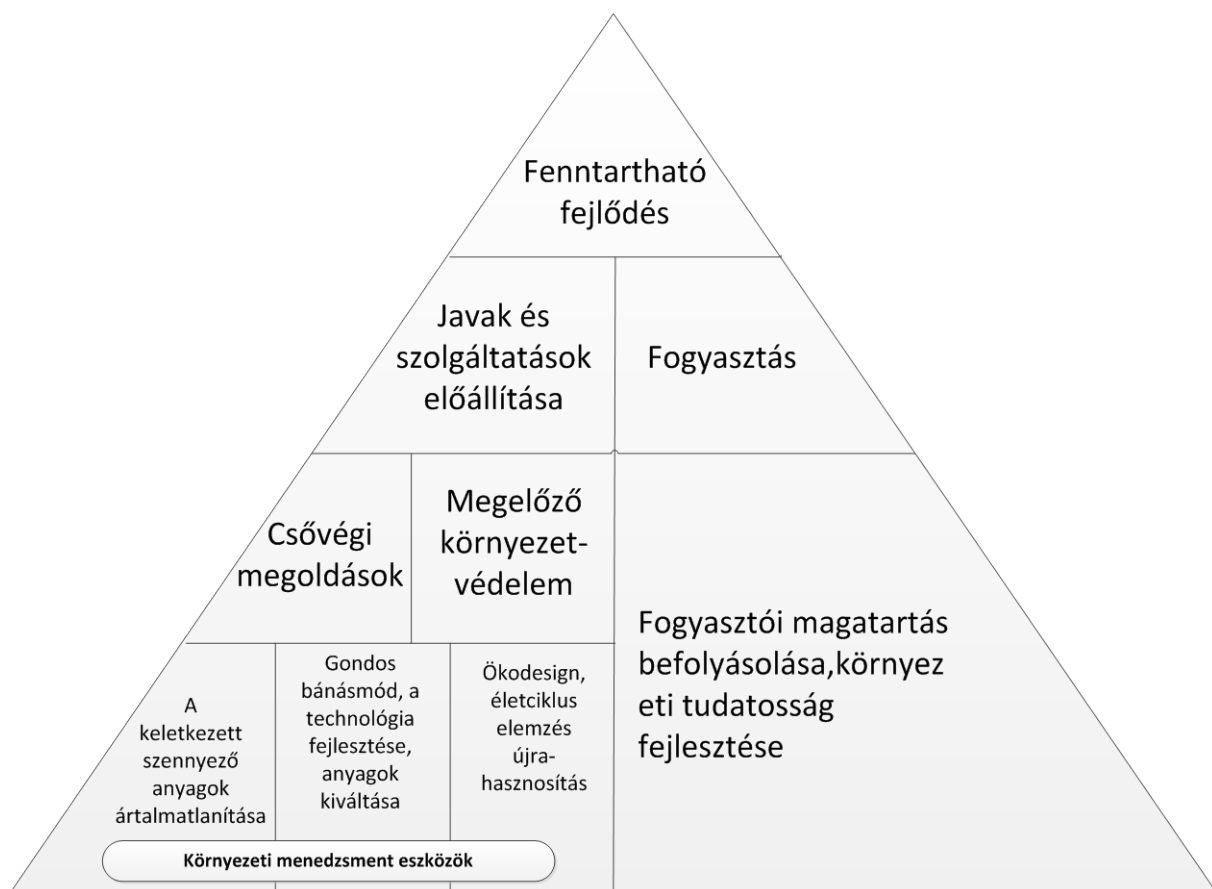 Fenntartható
fejlődés
Javak és
szolgáltatások
előállítása
Fogyasztás
Csővégi
megoldások
Megelőző
környezet-
védelem
Fogyasztói magatartás
befolyásolása,környez
eti tudatosság
fejlesztése
A
keletkezett
szennyező
anyagok
ártalmatlanítása
Gondos
bánásmód, a
technológia
fejlesztése,
anyagok
kiváltása
Ökodesign,
életciklus
elemzés
újra-
hasznosítás
Környezeti menedzsment eszközök